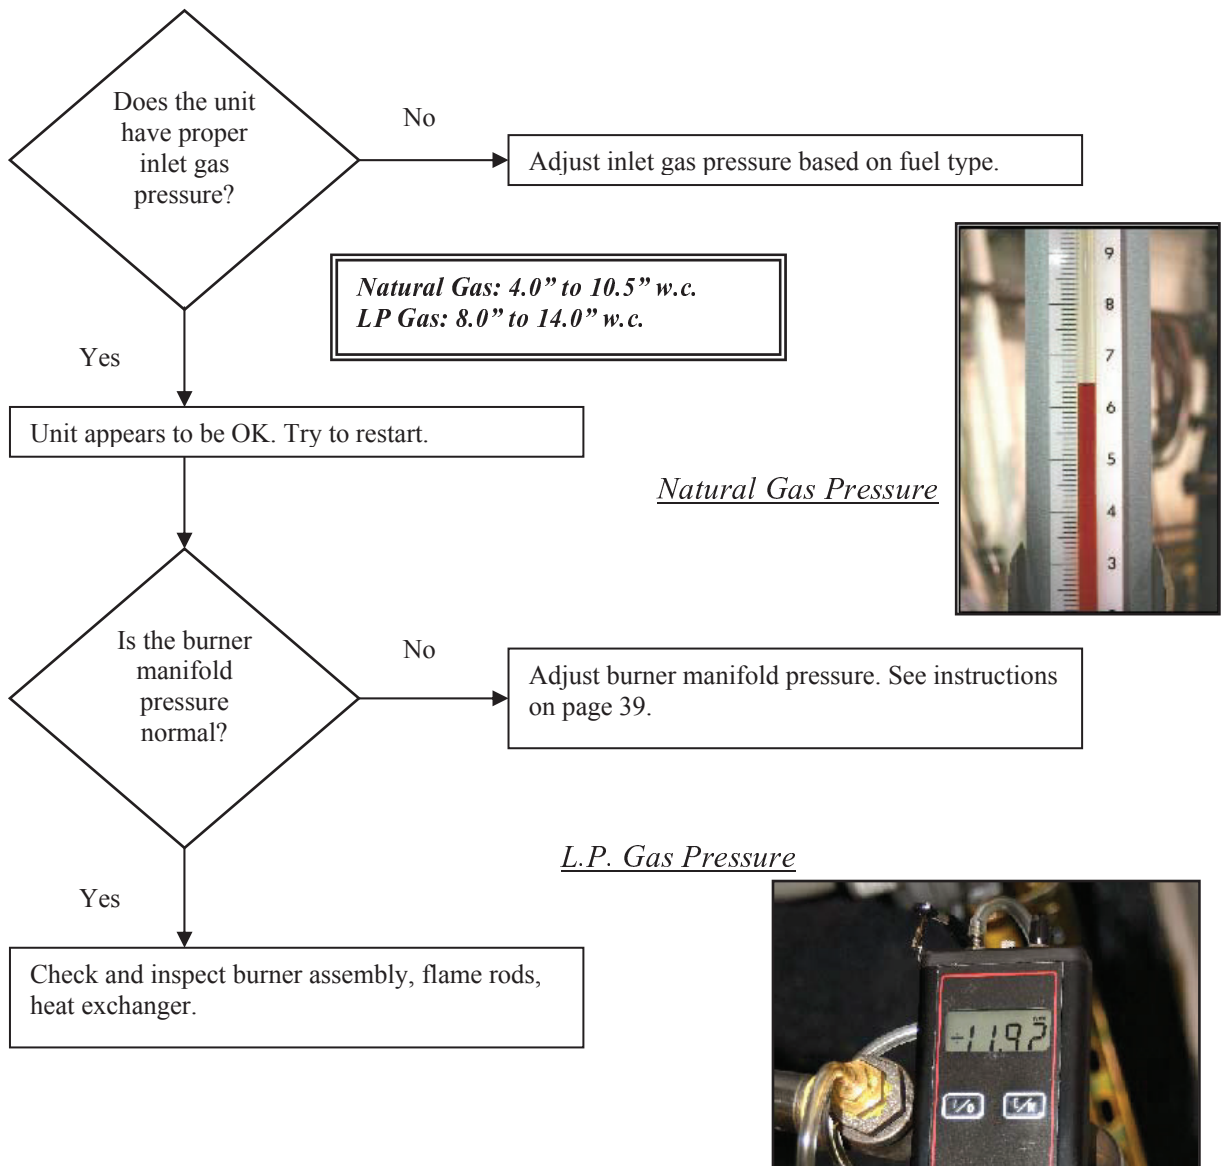 Does the unit
have proper
inlet gas
pressure?
No
Adjust inlet gas pressure based on fuel type.
Natural Gas: 4.0” to 10.5” w.c.
LP Gas: 8.0” to 14.0” w.c.
Yes
Unit appears to be OK. Try to restart.
Natural Gas Pressure
9
8
7
6
5
4
3
Is the burner
manifold
pressure
normal?
No
Adjust burner manifold pressure. See instructions
on page 39.
Yes
L.P. Gas Pressure
Check and inspect burner assembly, flame rods,
heat exchanger.
-11.92